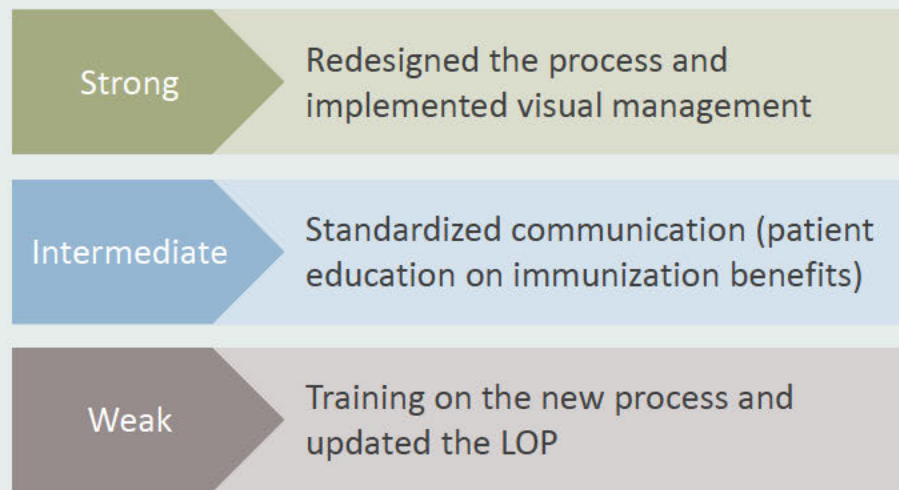 Strong
Redesigned the process and
implemented visual management
Intermediate
Standardized communication (patient
education on immunization benefits)
Weak
Training on the new process and
updated the LOP